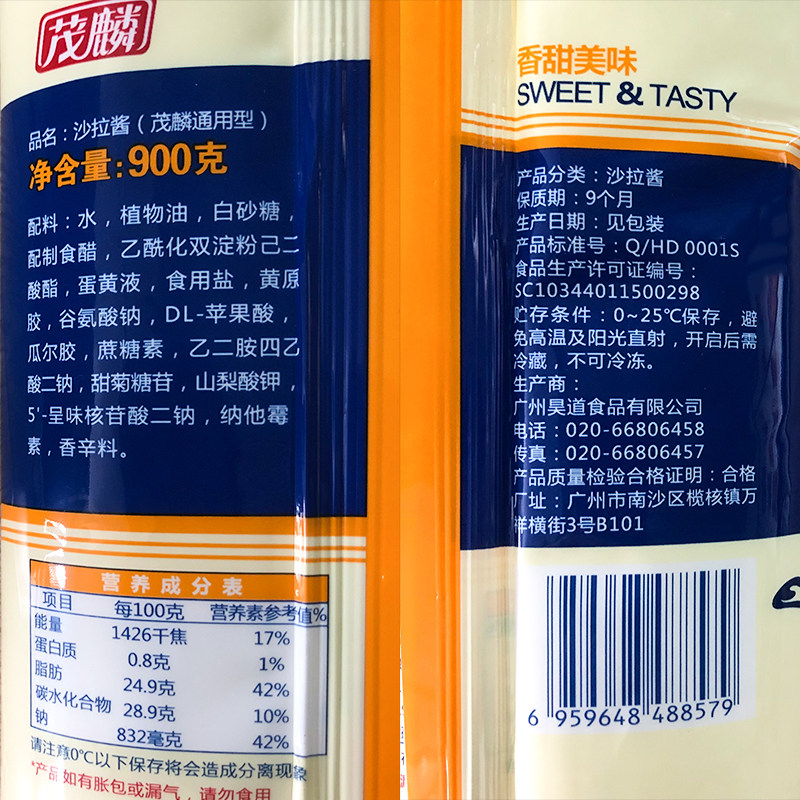 茂麟
品名：沙拉酱（茂麟通用型）
净含量：900克
配料：水，植物油，白砂糖，
配制食醋，乙酰化双淀粉己二
酸酯，蛋黄液，食用盐，黄原
胶，谷氨酸钠，DL-苹果酸，
瓜尔胶，蔗糖素，乙二胺四乙
酸二钠，甜菊糖苷，山梨酸钾，
5'-呈味核苷酸二钠，纳他霉
素，香辛料。
营养成分表
项目 每100克 营养素参考值%
能量 1426千焦 17%
蛋白质 0.8克 1%
脂肪 24.9克 42%
碳水化合物 28.9克 10%
钠 832毫克 42%
请注意0℃以下保存将会造成分离现象
*产品如有胀包或漏气，请勿食用
香甜美味
SWEET & TASTY
产品分类：沙拉酱
保质期：9个月
生产日期：见包装
产品标准号：Q/HD 0001S
食品生产许可证编号：
SC10344011500298
贮存条件：0~25℃保存，避
免高温及阳光直射，开启后需
冷藏，不可冷冻。
生产商：
广州昊道食品有限公司
电话：020-66806458
传真：020-66806457
产品质量检验合格证明：合格
厂址：广州市南沙区榄核镇万
祥横街3号B101
6 959648 488579